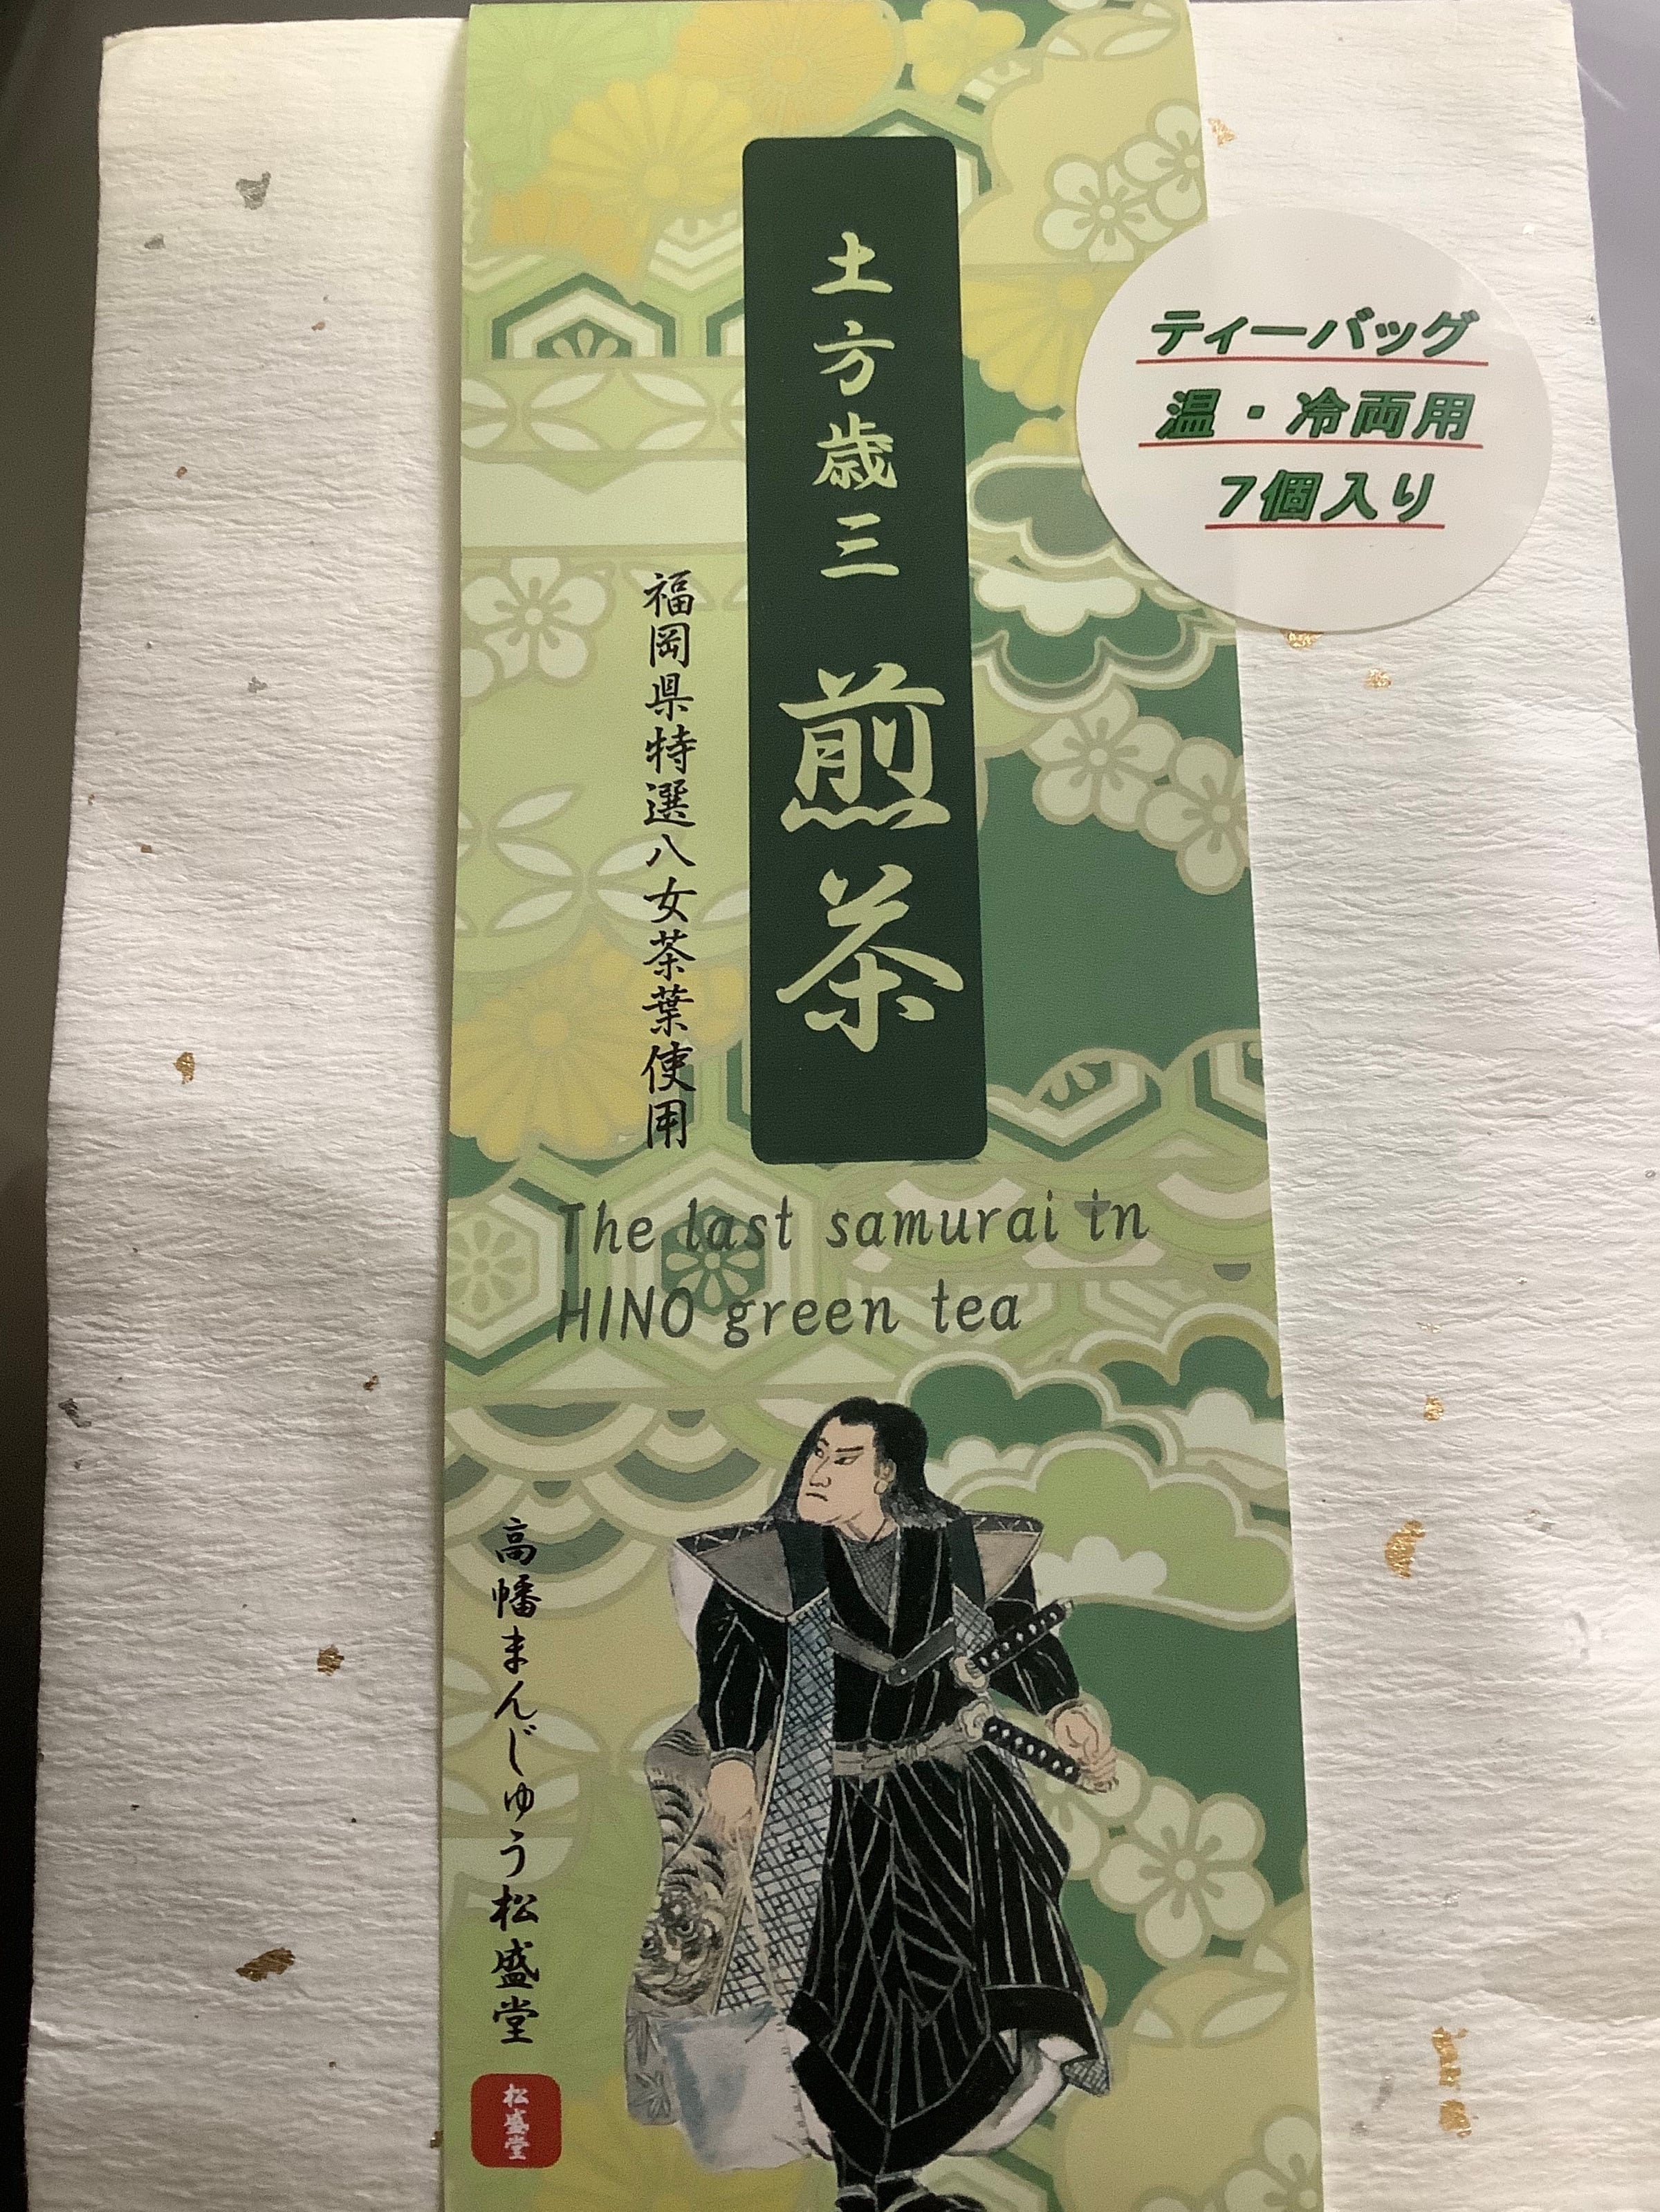 土方歳三 煎茶
福岡県特選八女茶葉使用
ティーバッグ
温・冷両用
7個入り
The last samurai in
HINO green tea
高幡まんじゅう松盛堂
松盛堂